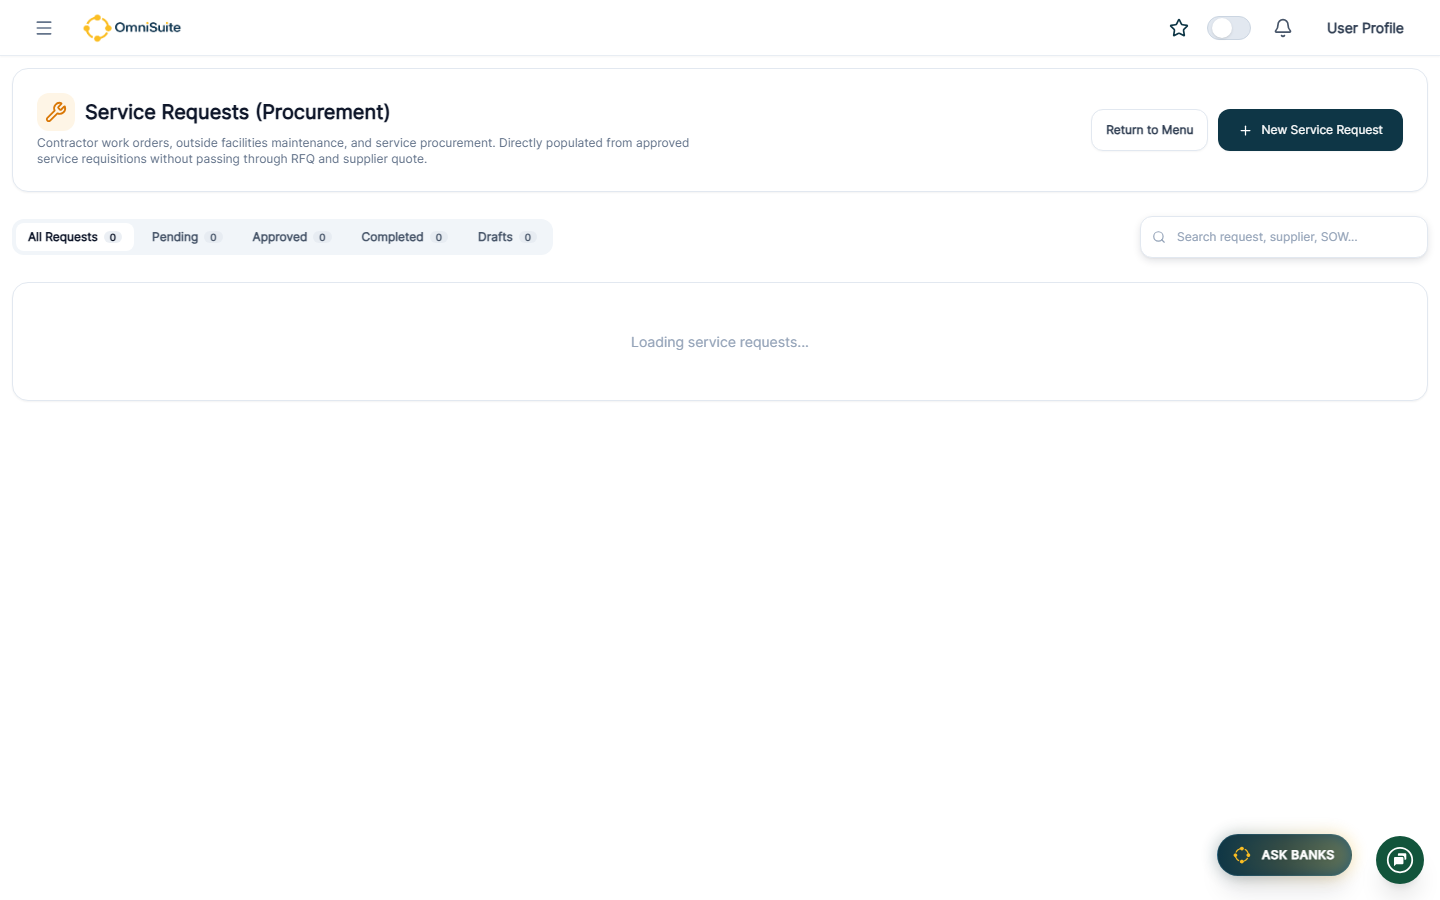 OmniSuite
User Profile
Service Requests (Procurement)
Contractor work orders, outside facilities maintenance, and service procurement. Directly populated from approved
service requisitions without passing through RFQ and supplier quote.
Return to Menu
New Service Request
All Requests 0
Pending 0
Approved 0
Completed 0
Drafts 0
Search request, supplier, SOW...
Loading service requests...
ASK BANKS